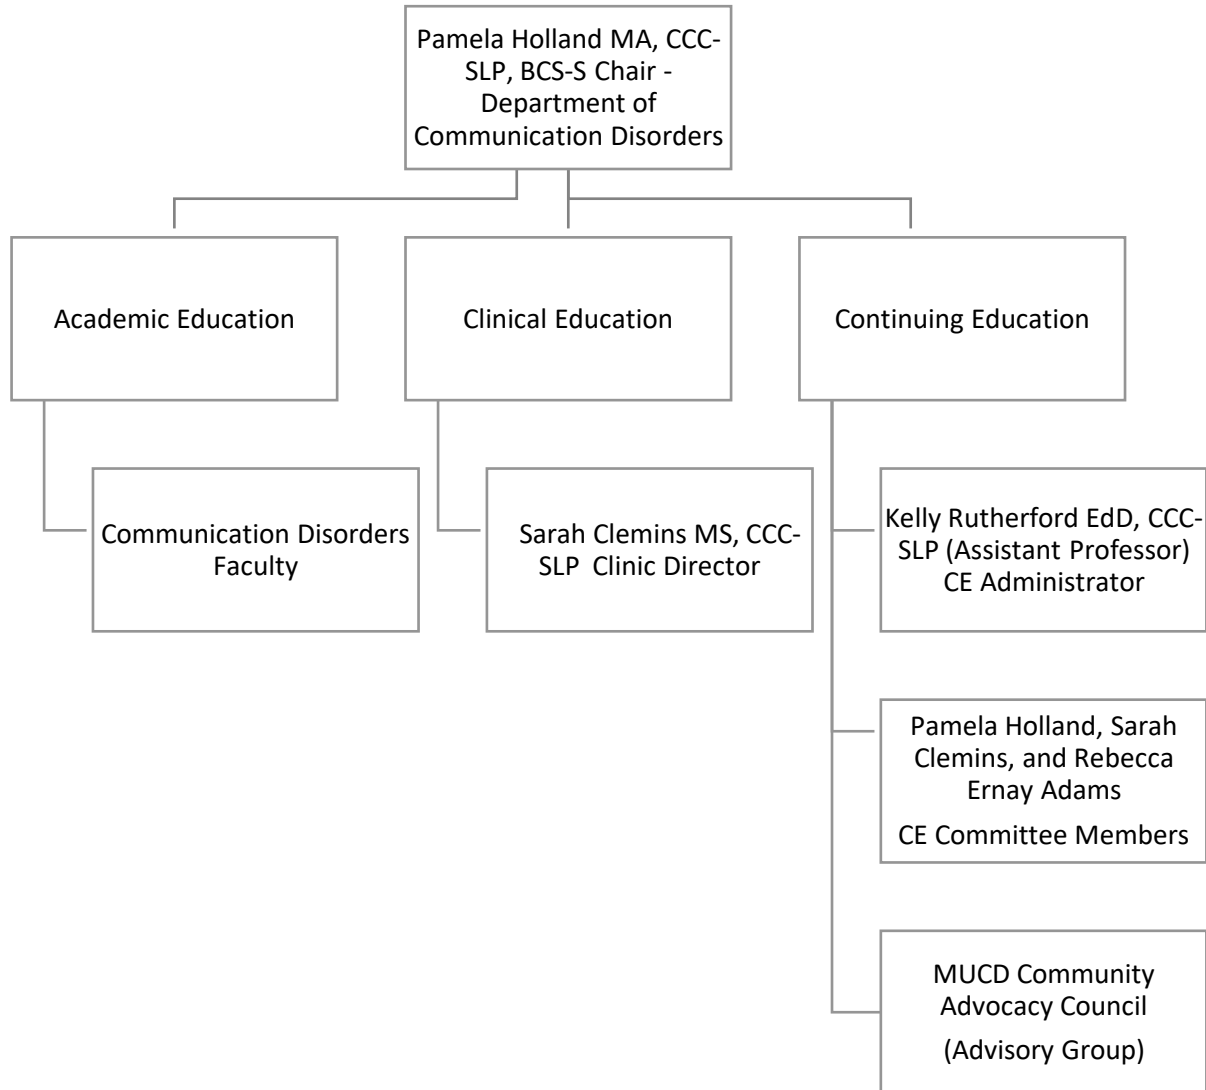 Pamela Holland MA, CCC-
SLP, BCS-S Chair -
Department of
Communication Disorders
Academic Education
Clinical Education
Continuing Education
Communication Disorders
Faculty
Sarah Clemins MS, CCC-
SLP  Clinic Director
Kelly Rutherford EdD, CCC-
SLP (Assistant Professor)
CE Administrator
Pamela Holland, Sarah
Clemins, and Rebecca
Ernay Adams
CE Committee Members
MUCD Community
Advocacy Council
(Advisory Group)